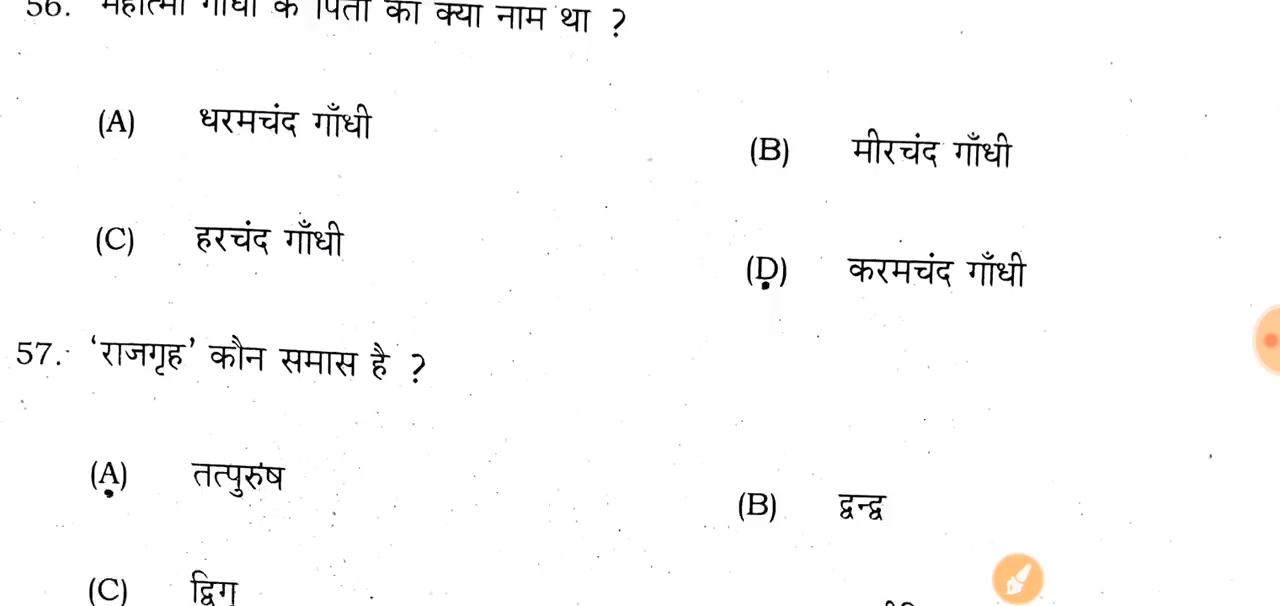 56. महात्मा गाँधी के पिता का क्या नाम था ?
(A) धरमचंद गाँधी
(B) मीरचंद गाँधी
(C) हरचंद गाँधी
(D) करमचंद गाँधी
57. 'राजगृह' कौन समास है ?
(A) तत्पुरुष
(B) द्वन्द्व
(C) द्विगु